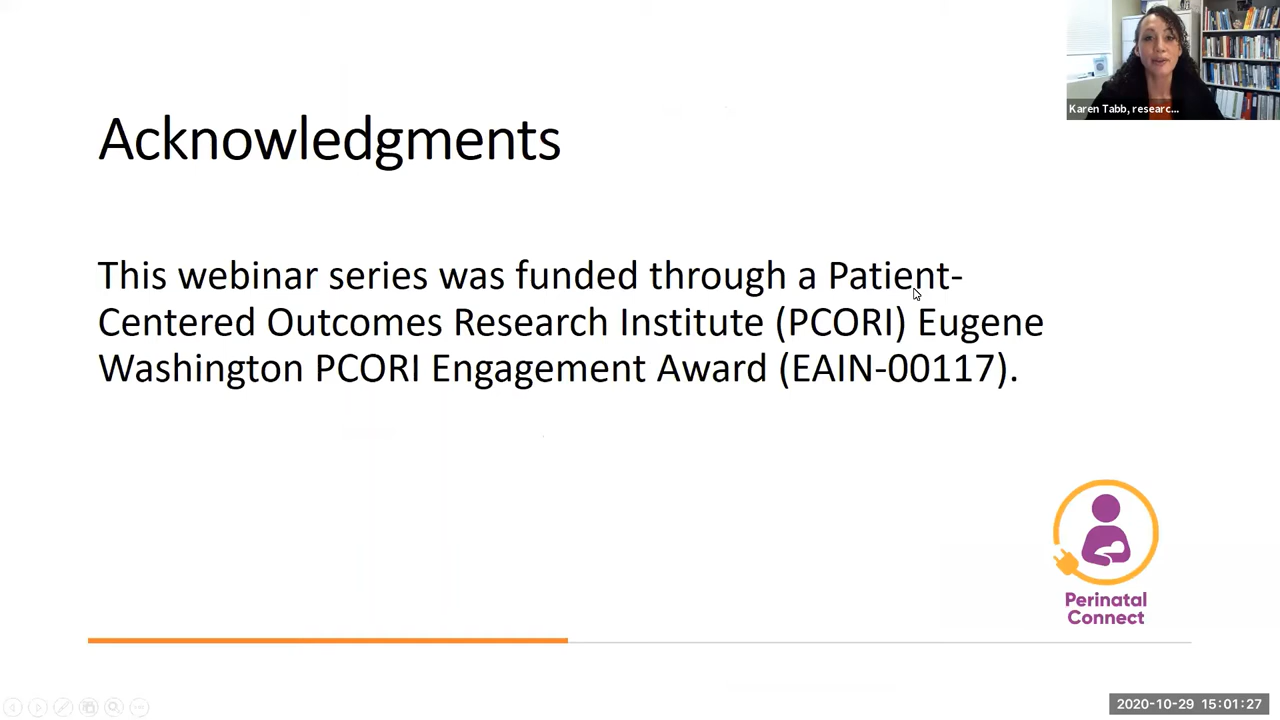 Karen Tabb, researc...
Acknowledgments
This webinar series was funded through a Patient-
Centered Outcomes Research Institute (PCORI) Eugene
Washington PCORI Engagement Award (EAIN-00117).
Perinatal
Connect
2020-10-29 15:01:27